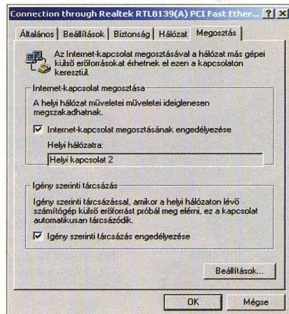 Connection through Realtek RTL8139(A) PCI Fast Ether...
Általános Beállítások Biztonság Hálózat Megosztás
Az Internet-kapcsolat megosztásával a hálózat más gépei
külső erőforrásokat érhetnek el ezen a kapcsolaton
keresztül.
Internet-kapcsolat megosztása
A helyi hálózat műveletei műveletei ideiglenesen
megszakadhatnak.
Internet-kapcsolat megosztásának engedélyezése
Helyi hálózatra:
Helyi kapcsolat 2
Igény szerinti tárcsázás
Igény szerinti tárcsázással, amikor a helyi hálózaton lévő
számítógép külső erőforrást próbál meg elérni, ez a kapcsolat
automatikusan tárcsázódik.
Igény szerinti tárcsázás engedélyezése
Beállítások...
OK Mégse